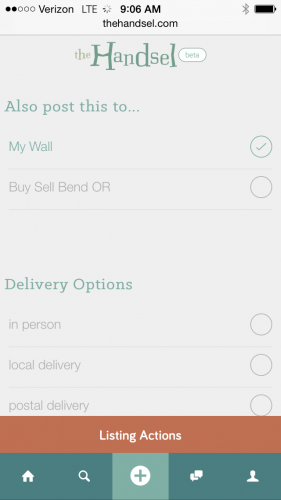 Verizon LTE 9:06 AM
thehandsel.com
the Handsel beta
Also post this to...
My Wall
Buy Sell Bend OR
Delivery Options
in person
local delivery
postal delivery
Listing Actions